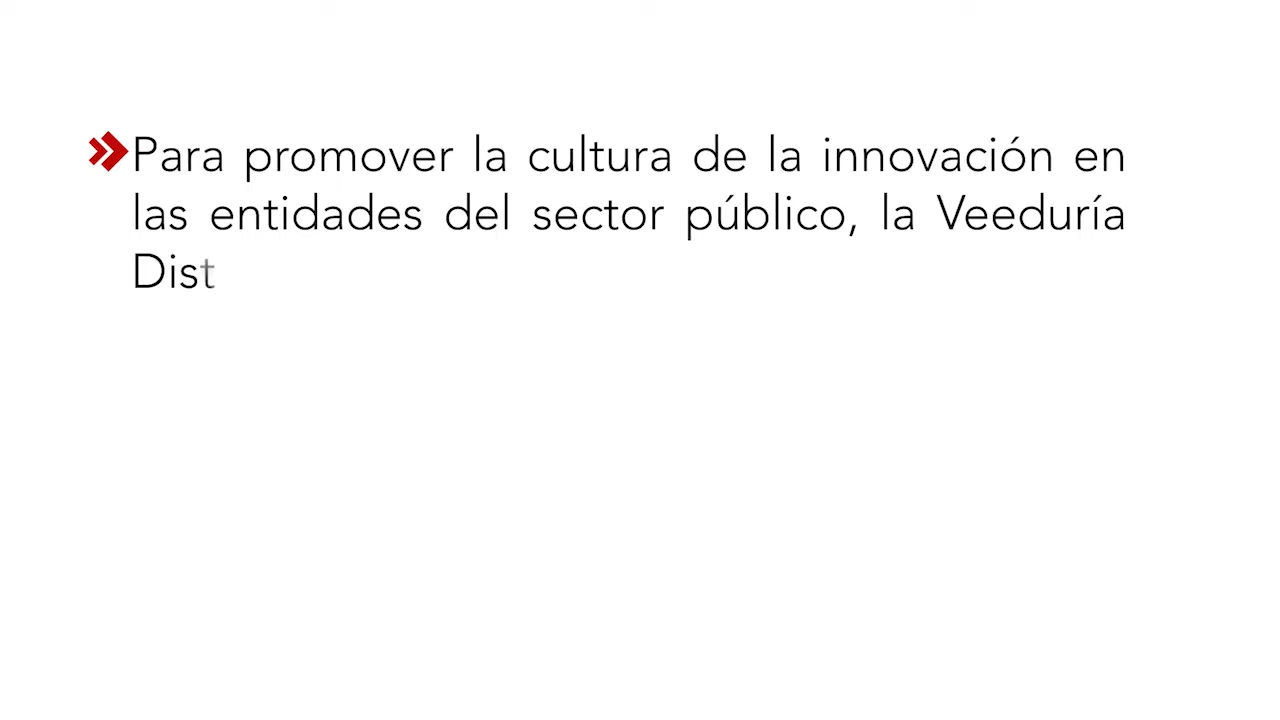 Para promover la cultura de la innovación en
las entidades del sector público, la Veeduría
Dist